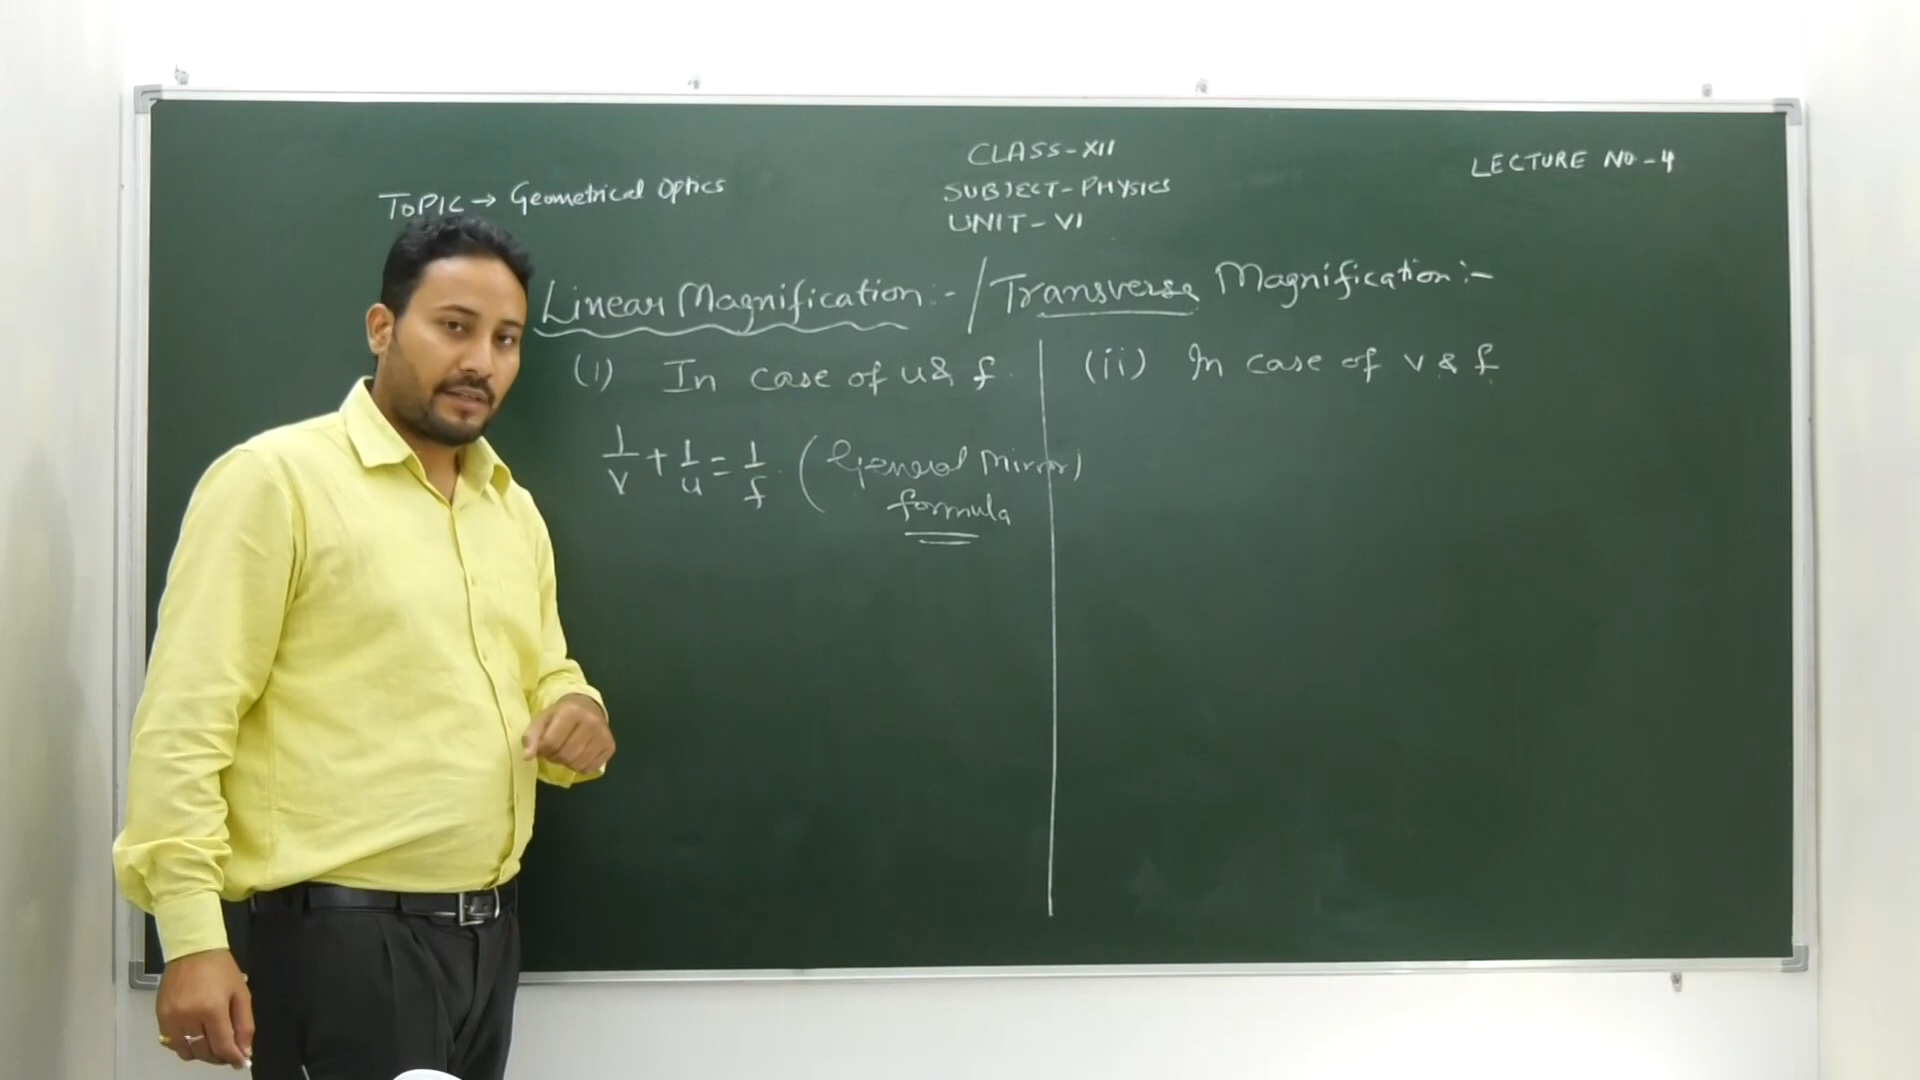 CLASS-XII
LECTURE NO-4
TOPIC → Geometrical Optics
SUBJECT-PHYSICS
UNIT-VI
Linear Magnification:- / Transverse Magnification:-
(i) In case of u & f
1/v + 1/u = 1/f (General Mirror)
formula
(ii) In case of v & f